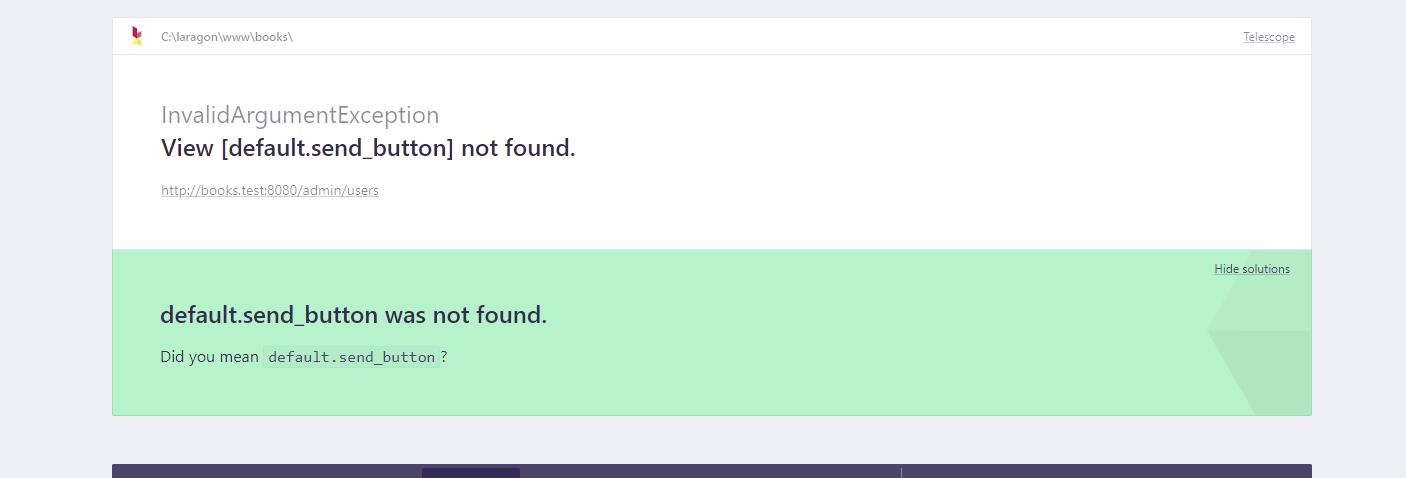 C:\laragon\www\books\
Telescope
InvalidArgumentException
View [default.send_button] not found.
http://books.test:8080/admin/users
Hide solutions
default.send_button was not found.
Did you mean default.send_button?